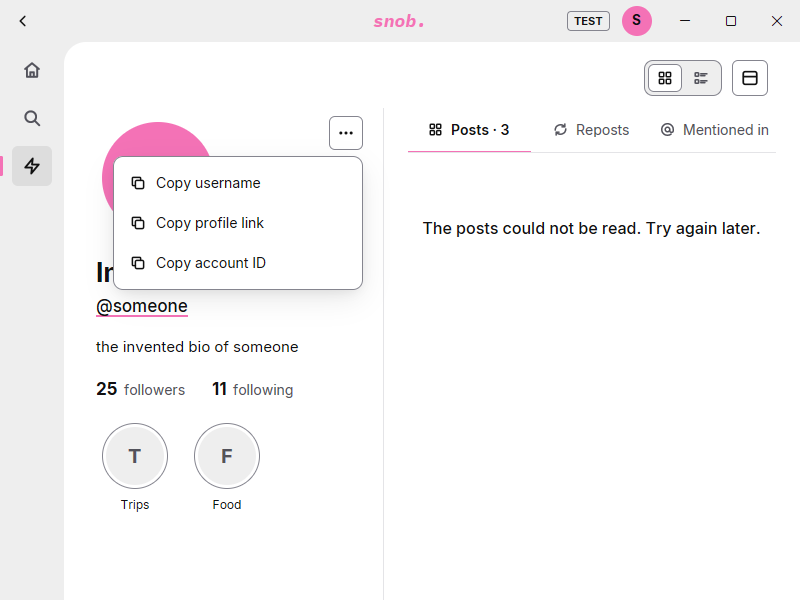 snob.
TEST
S
Posts · 3
Reposts
Mentioned in
Copy username
Copy profile link
Copy account ID
The posts could not be read. Try again later.
@someone
the invented bio of someone
25 followers
11 following
T
F
Trips
Food